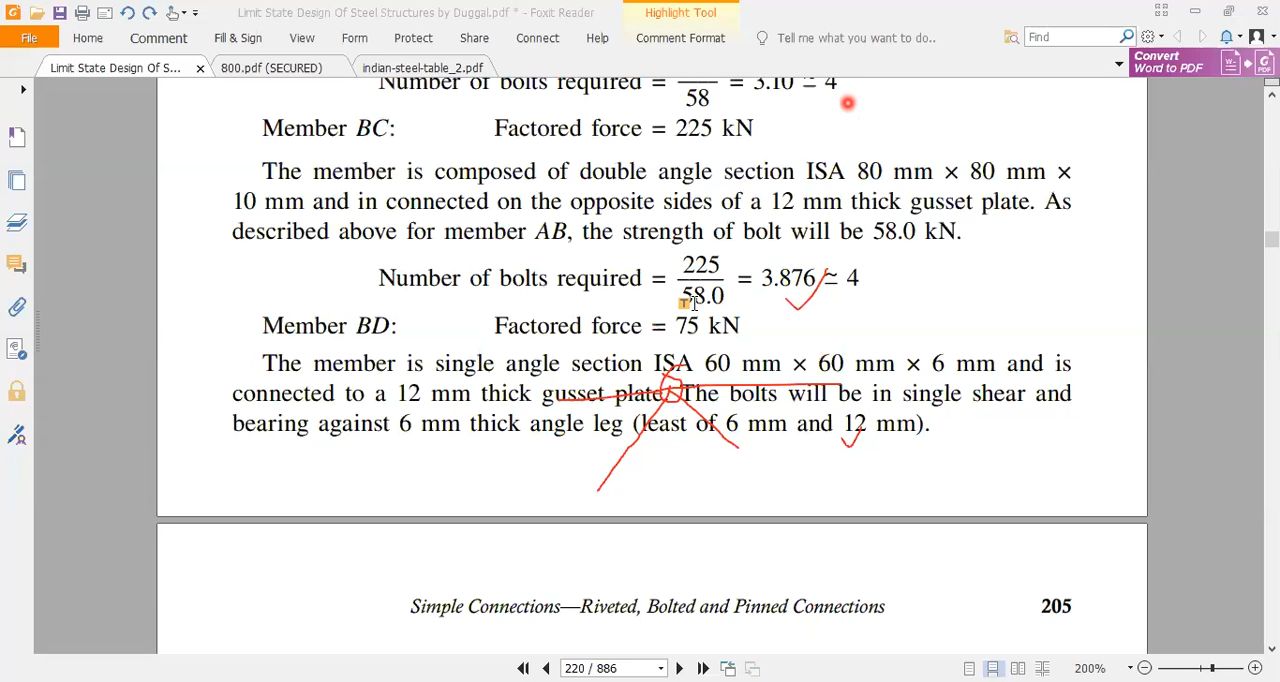 Limit State Design Of Steel Structures by Duggal.pdf * - Foxit Reader
Highlight Tool
File Home Comment Fill & Sign View Form Protect Share Connect Help Comment Format Tell me what you want to do.. Find
Limit State Design Of S... × 800.pdf (SECURED) indian-steel-table_2.pdf
Convert
Word to PDF
Number of bolts required = 58 = 3.10 ≃ 4
Member BC: Factored force = 225 kN
The member is composed of double angle section ISA 80 mm × 80 mm ×
10 mm and in connected on the opposite sides of a 12 mm thick gusset plate. As
described above for member AB, the strength of bolt will be 58.0 kN.
Number of bolts required = 225/58.0 = 3.876 ≃ 4
Member BD: Factored force = 75 kN
The member is single angle section ISA 60 mm × 60 mm × 6 mm and is
connected to a 12 mm thick gusset plate. The bolts will be in single shear and
bearing against 6 mm thick angle leg (least of 6 mm and 12 mm).
Simple Connections—Riveted, Bolted and Pinned Connections 205
220 / 886 200%